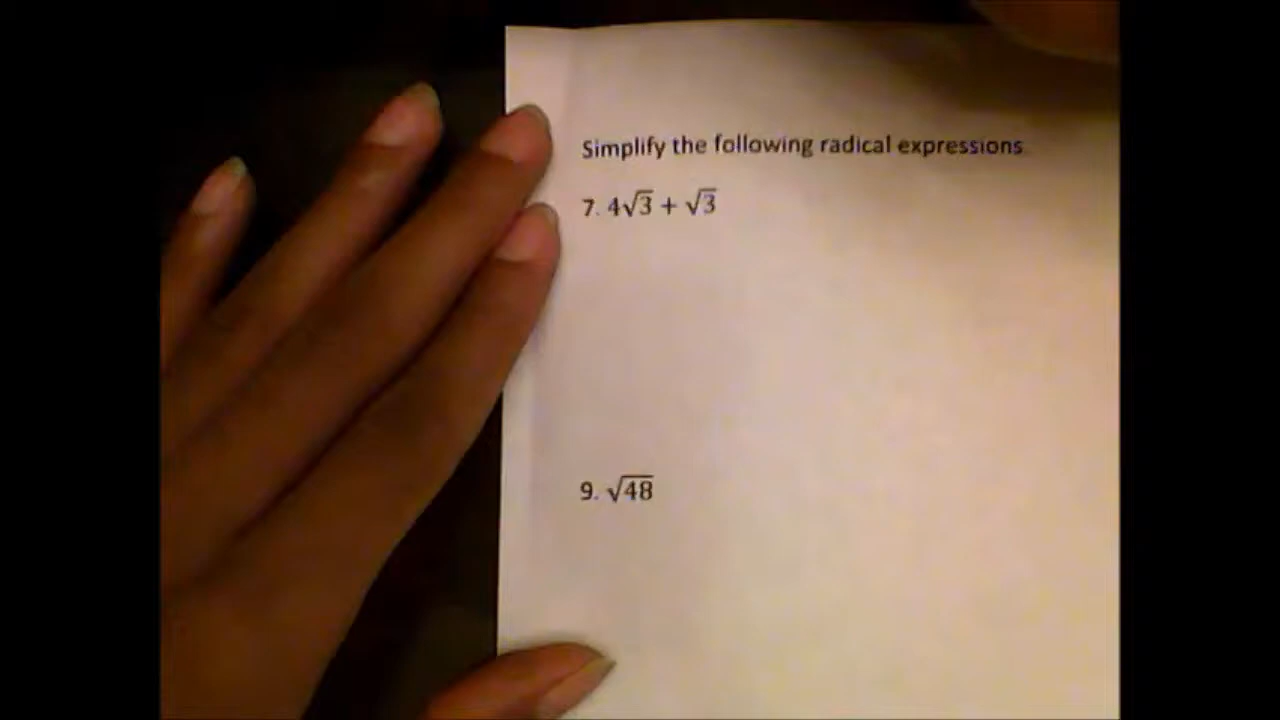 Simplify the following radical expressions
7. 4√3 + √3
9. √48